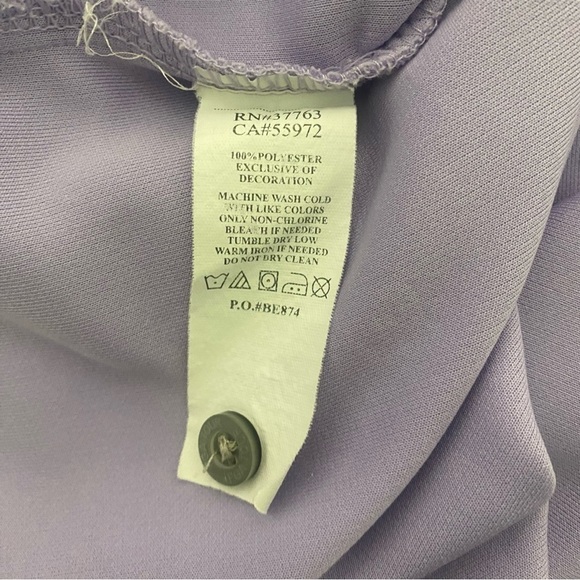 RN#37763
CA#55972
100%POLYESTER
EXCLUSIVE OF
DECORATION
MACHINE WASH COLD
WITH LIKE COLORS
ONLY NON-CHLORINE
BLEACH IF NEEDED
TUMBLE DRY LOW
WARM IRON IF NEEDED
DO NOT DRY CLEAN
P.O.#BE874